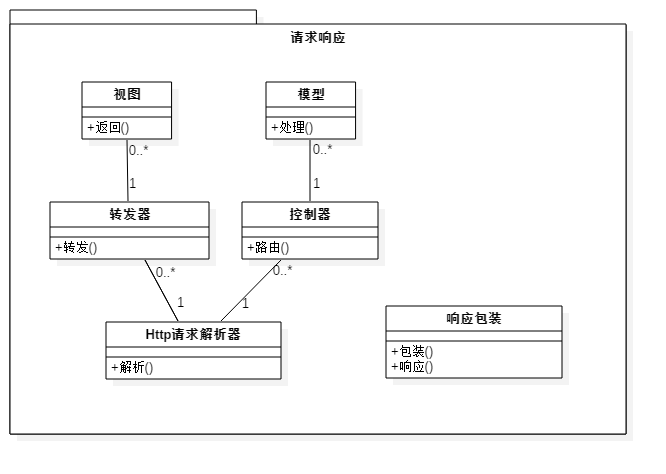 请求响应
视图
+返回()
模型
+处理()
0..*
0..*
1
1
转发器
+转发()
控制器
+路由()
0..*
0..*
1
1
Http请求解析器
+解析()
响应包装
+包装()
+响应()